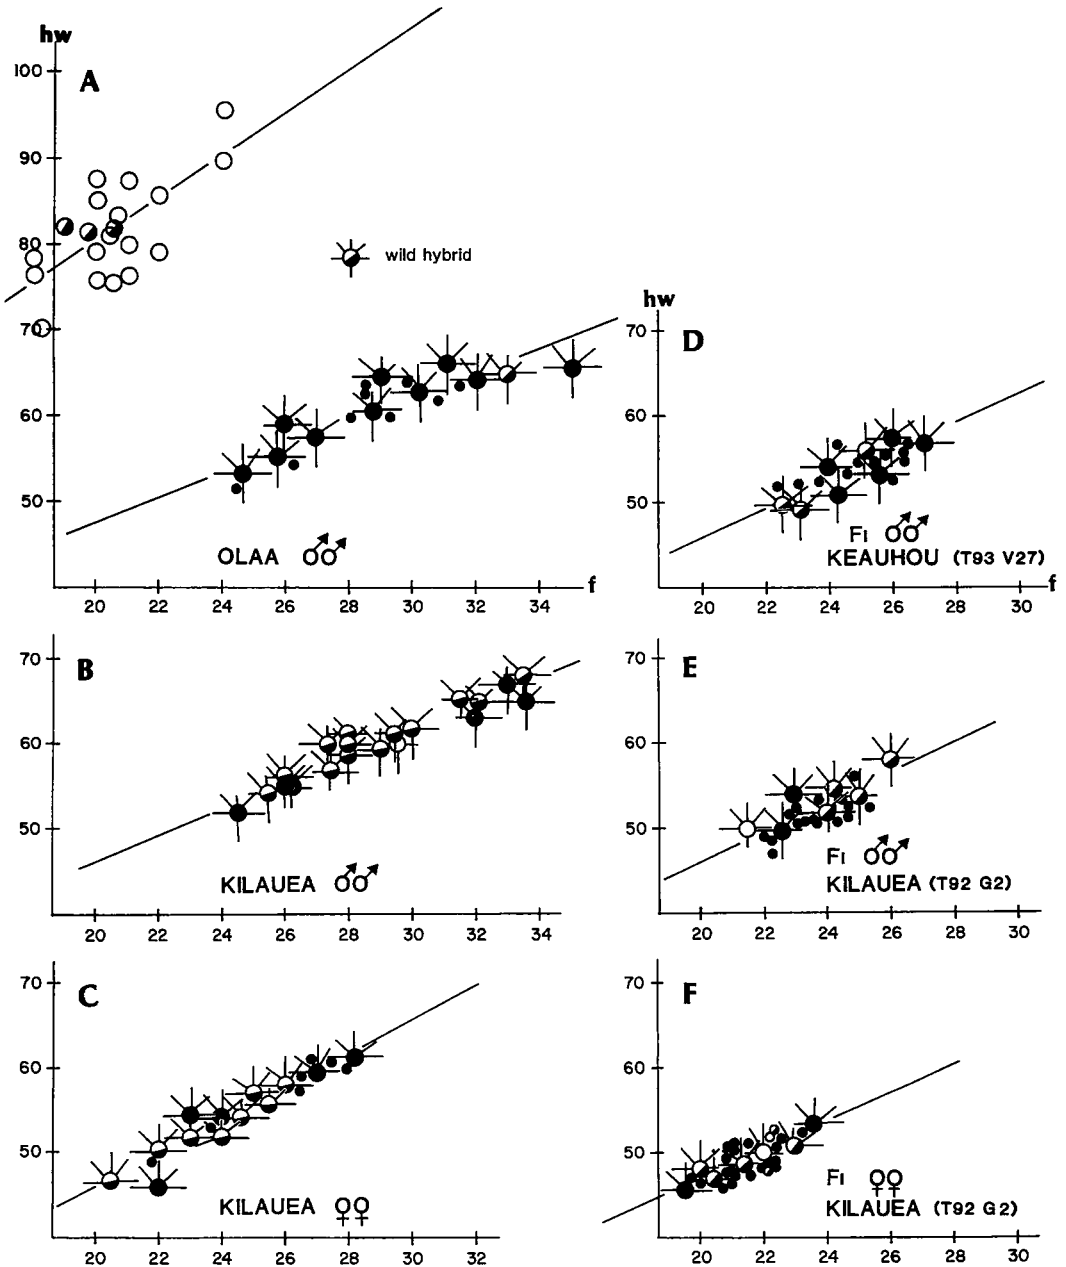 hw
100
A
90
80
70
60
50
wild hybrid
OLAA ♂♂
20 22 24 26 28 30 32 34 f
hw
70
D
60
50
FI ♂♂
KEAUHOU (T93 V27)
20 22 24 26 28 30 f
70
B
60
50
KILAUEA ♂♂
20 22 24 26 28 30 32 34
70
E
60
50
FI ♂♂
KILAUEA (T92 G2)
20 22 24 26 28 30
70
C
60
50
KILAUEA ♀♀
20 22 24 26 28 30 32
70
F
60
50
FI ♀♀
KILAUEA (T92 G2)
20 22 24 26 28 30